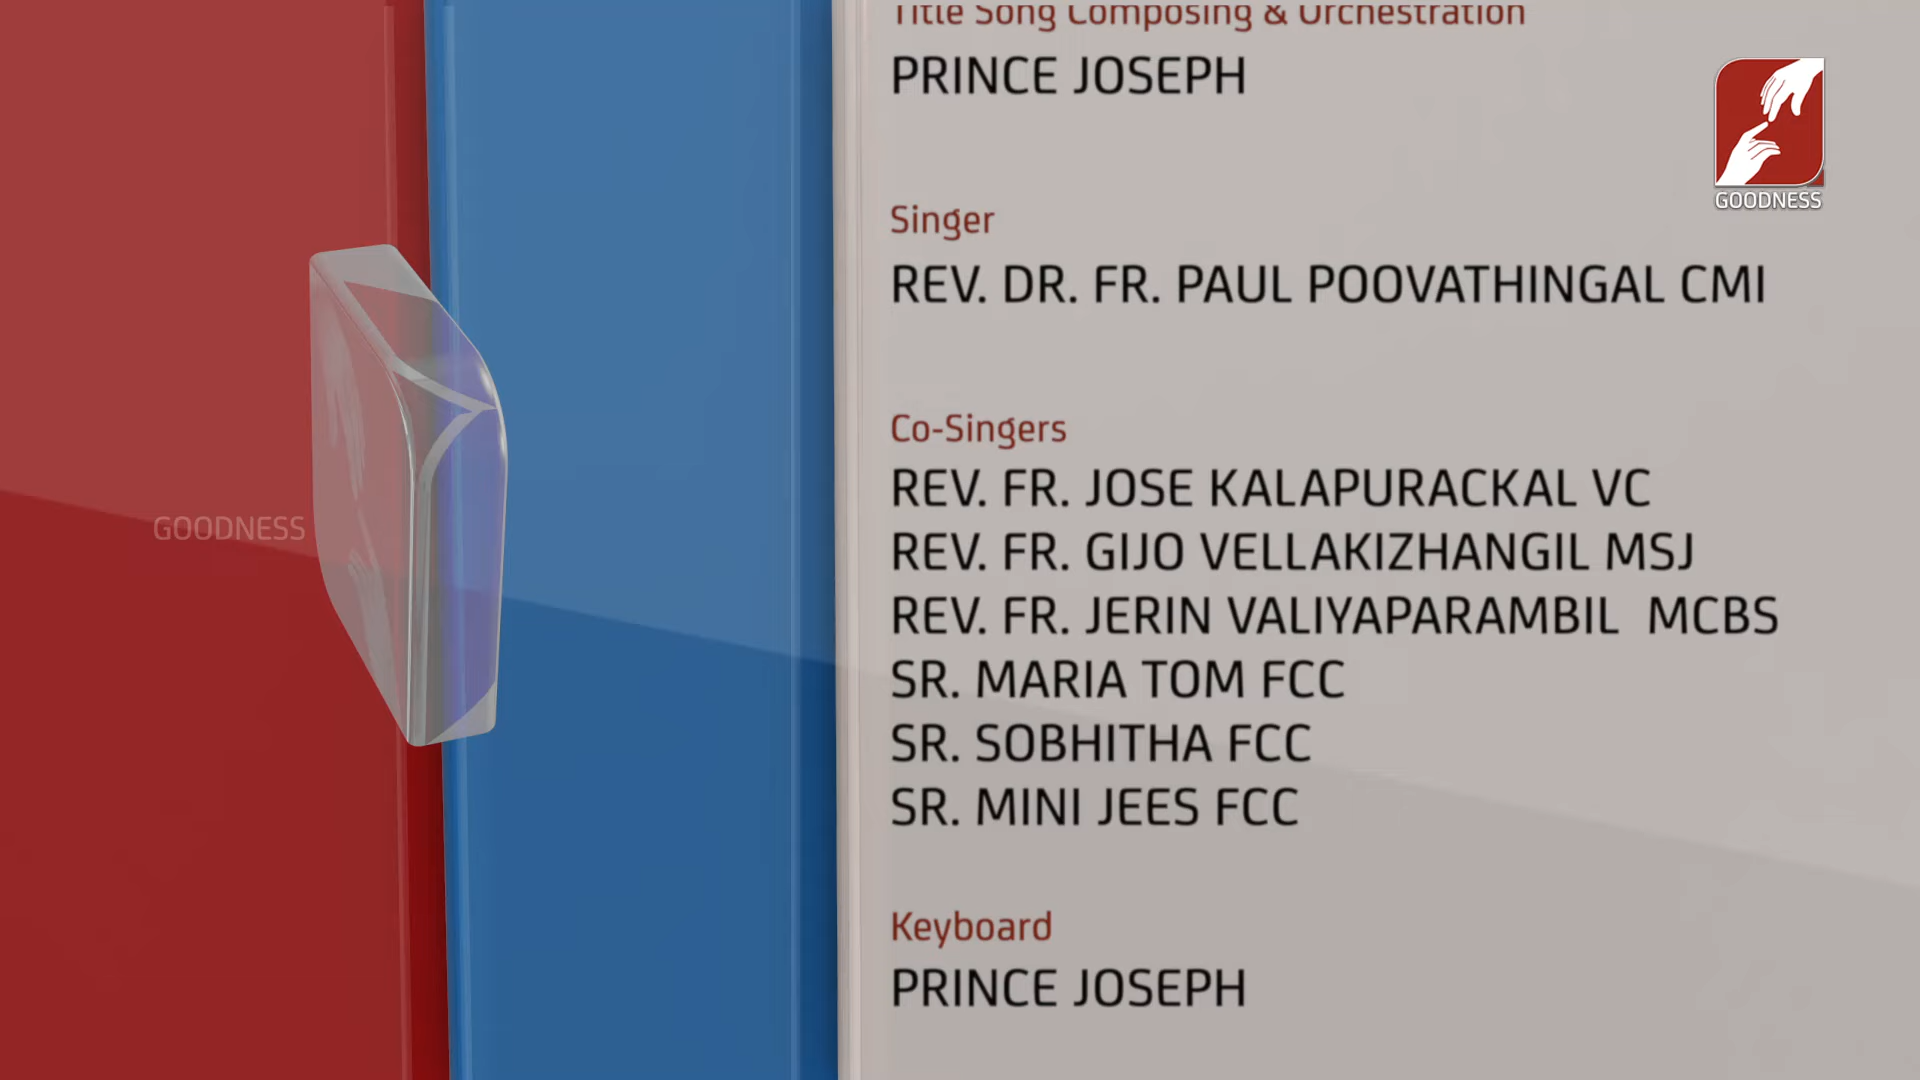 Title Song Composing & Orchestration
PRINCE JOSEPH
GOODNESS
Singer
REV. DR. FR. PAUL POOVATHINGAL CMI
Co-Singers
REV. FR. JOSE KALAPURACKAL VC
REV. FR. GIJO VELLAKIZHANGIL MSJ
REV. FR. JERIN VALIYAPARAMBIL  MCBS
SR. MARIA TOM FCC
SR. SOBHITHA FCC
SR. MINI JEES FCC
Keyboard
PRINCE JOSEPH
GOODNESS